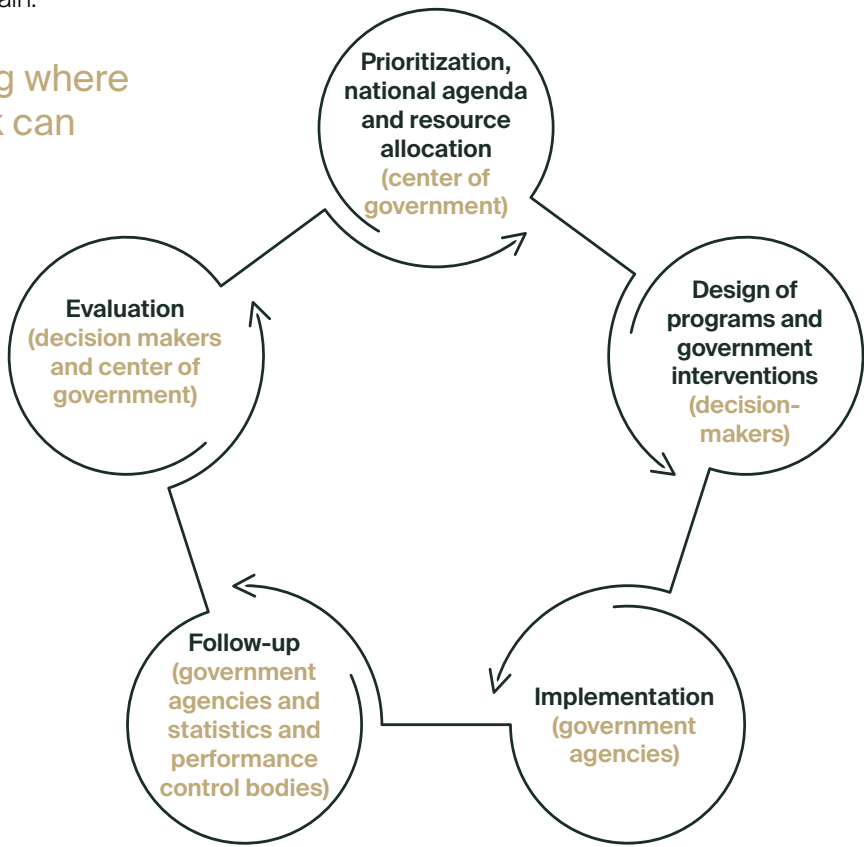 g where
can
Prioritization,
national agenda
and resource
allocation
(center of
government)
Design of
programs and
government
interventions
(decision-
makers)
Implementation
(government
agencies)
Follow-up
(government
agencies and
statistics and
performance
control bodies)
Evaluation
(decision makers
and center of
government)